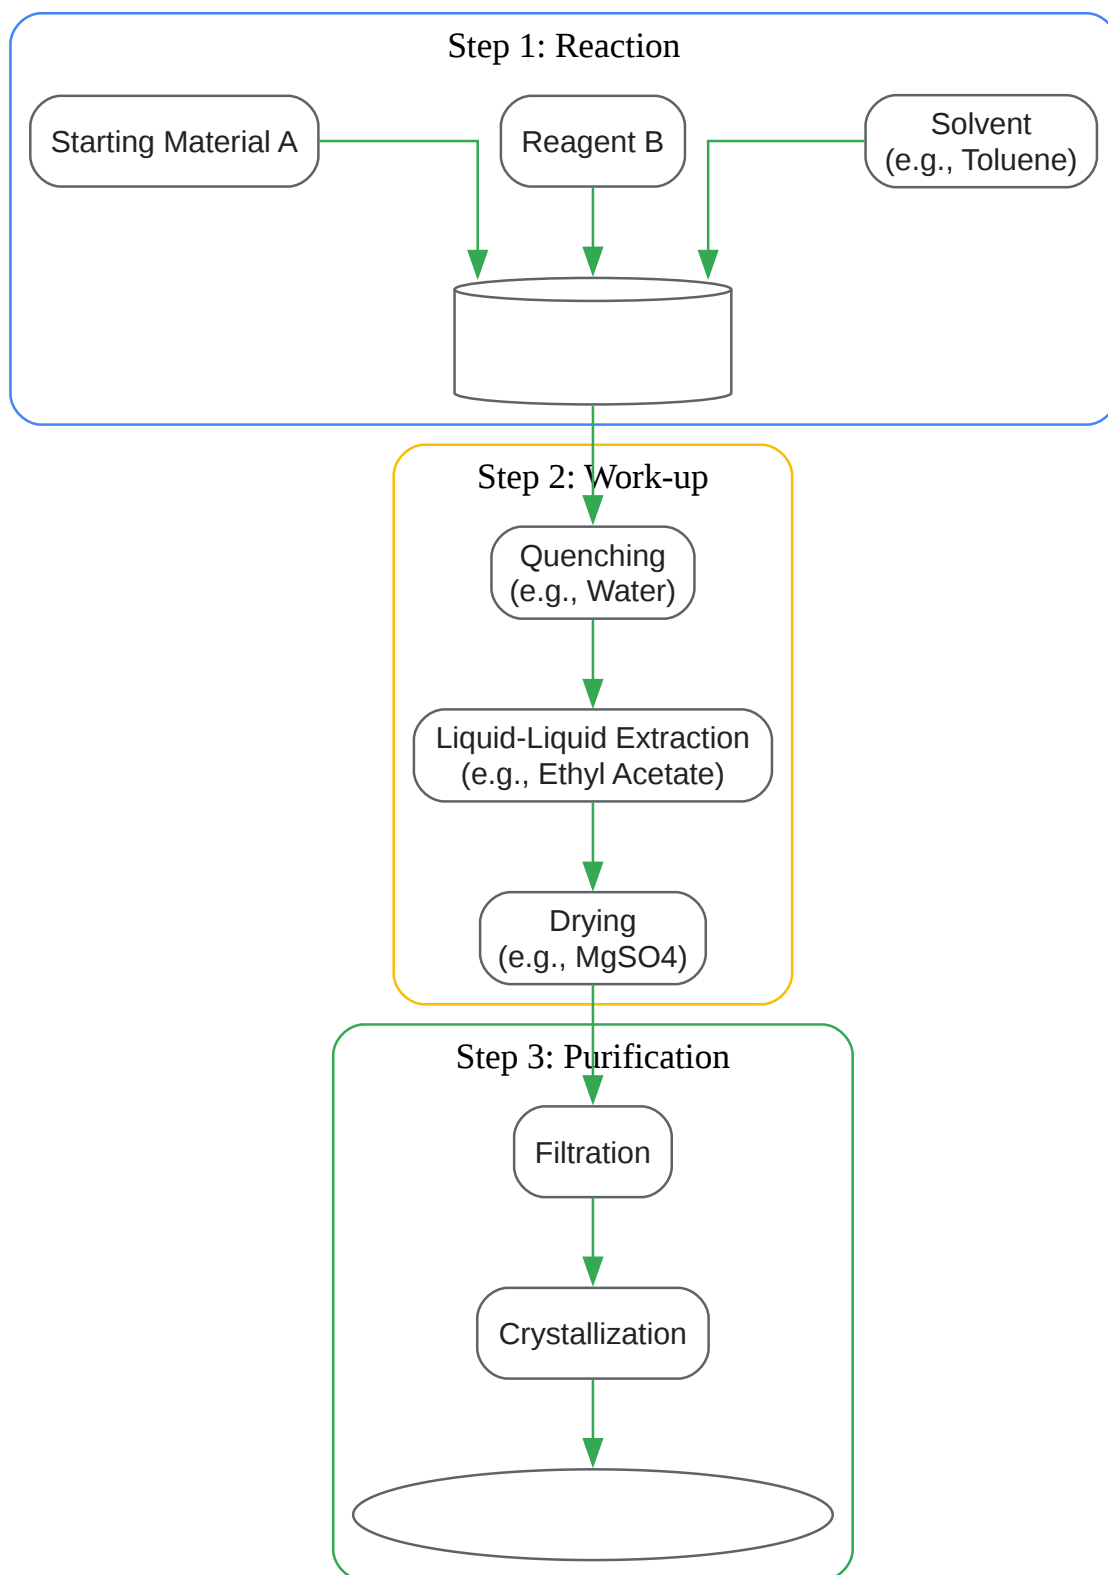 Step 1: Reaction
Starting Material A
Reagent B
Solvent
(e.g., Toluene)
Step 2: Work-up
Quenching
(e.g., Water)
Liquid-Liquid Extraction
(e.g., Ethyl Acetate)
Drying
(e.g., MgSO4)
Step 3: Purification
Filtration
Crystallization